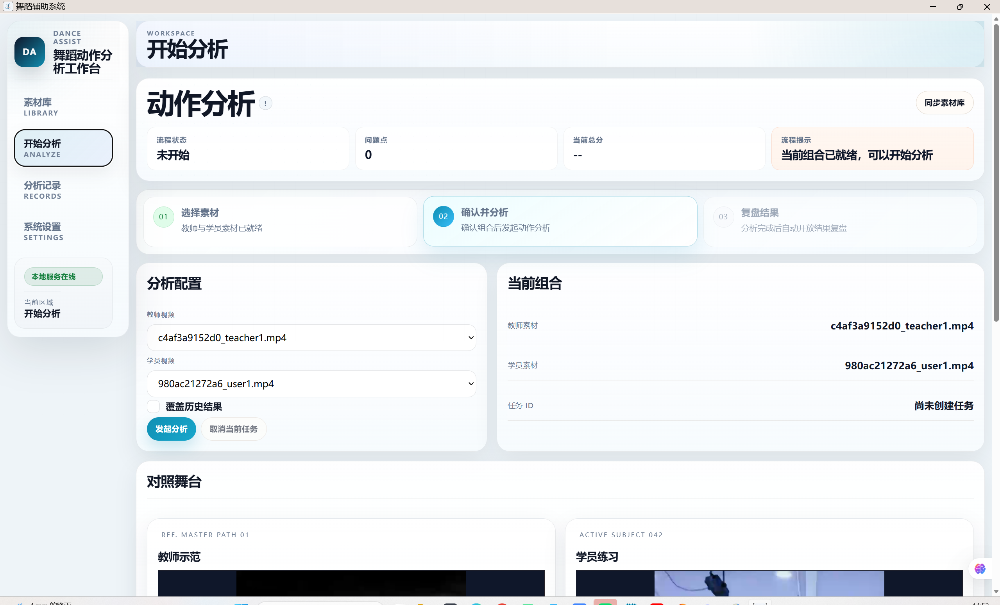 舞蹈辅助系统
DA
DANCE
ASSIST
舞蹈动作分
析工作台
素材库
LIBRARY
开始分析
ANALYZE
分析记录
RECORDS
系统设置
SETTINGS
本地服务在线
当前区域
开始分析
WORKSPACE
开始分析
动作分析 !
同步素材库
流程状态
未开始
问题点
0
当前总分
--
流程提示
当前组合已就绪，可以开始分析
01
选择素材
教师与学员素材已就绪
02
确认并分析
确认组合后发起动作分析
03
复盘结果
分析完成后自动开放结果复盘
分析配置
教师视频
c4af3a9152d0_teacher1.mp4
学员视频
980ac21272a6_user1.mp4
覆盖历史结果
发起分析 取消当前任务
当前组合
教师素材 c4af3a9152d0_teacher1.mp4
学员素材 980ac21272a6_user1.mp4
任务 ID 尚未创建任务
对照舞台
REF. MASTER PATH 01
教师示范
ACTIVE SUBJECT 042
学员练习